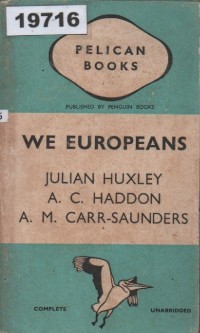 19716
PELICAN
BOOKS
PUBLISHED BY PENGUIN BOOKS
WE EUROPEANS
JULIAN HUXLEY
A. C. HADDON
A. M. CARR-SAUNDERS
COMPLETE UNABRIDGED